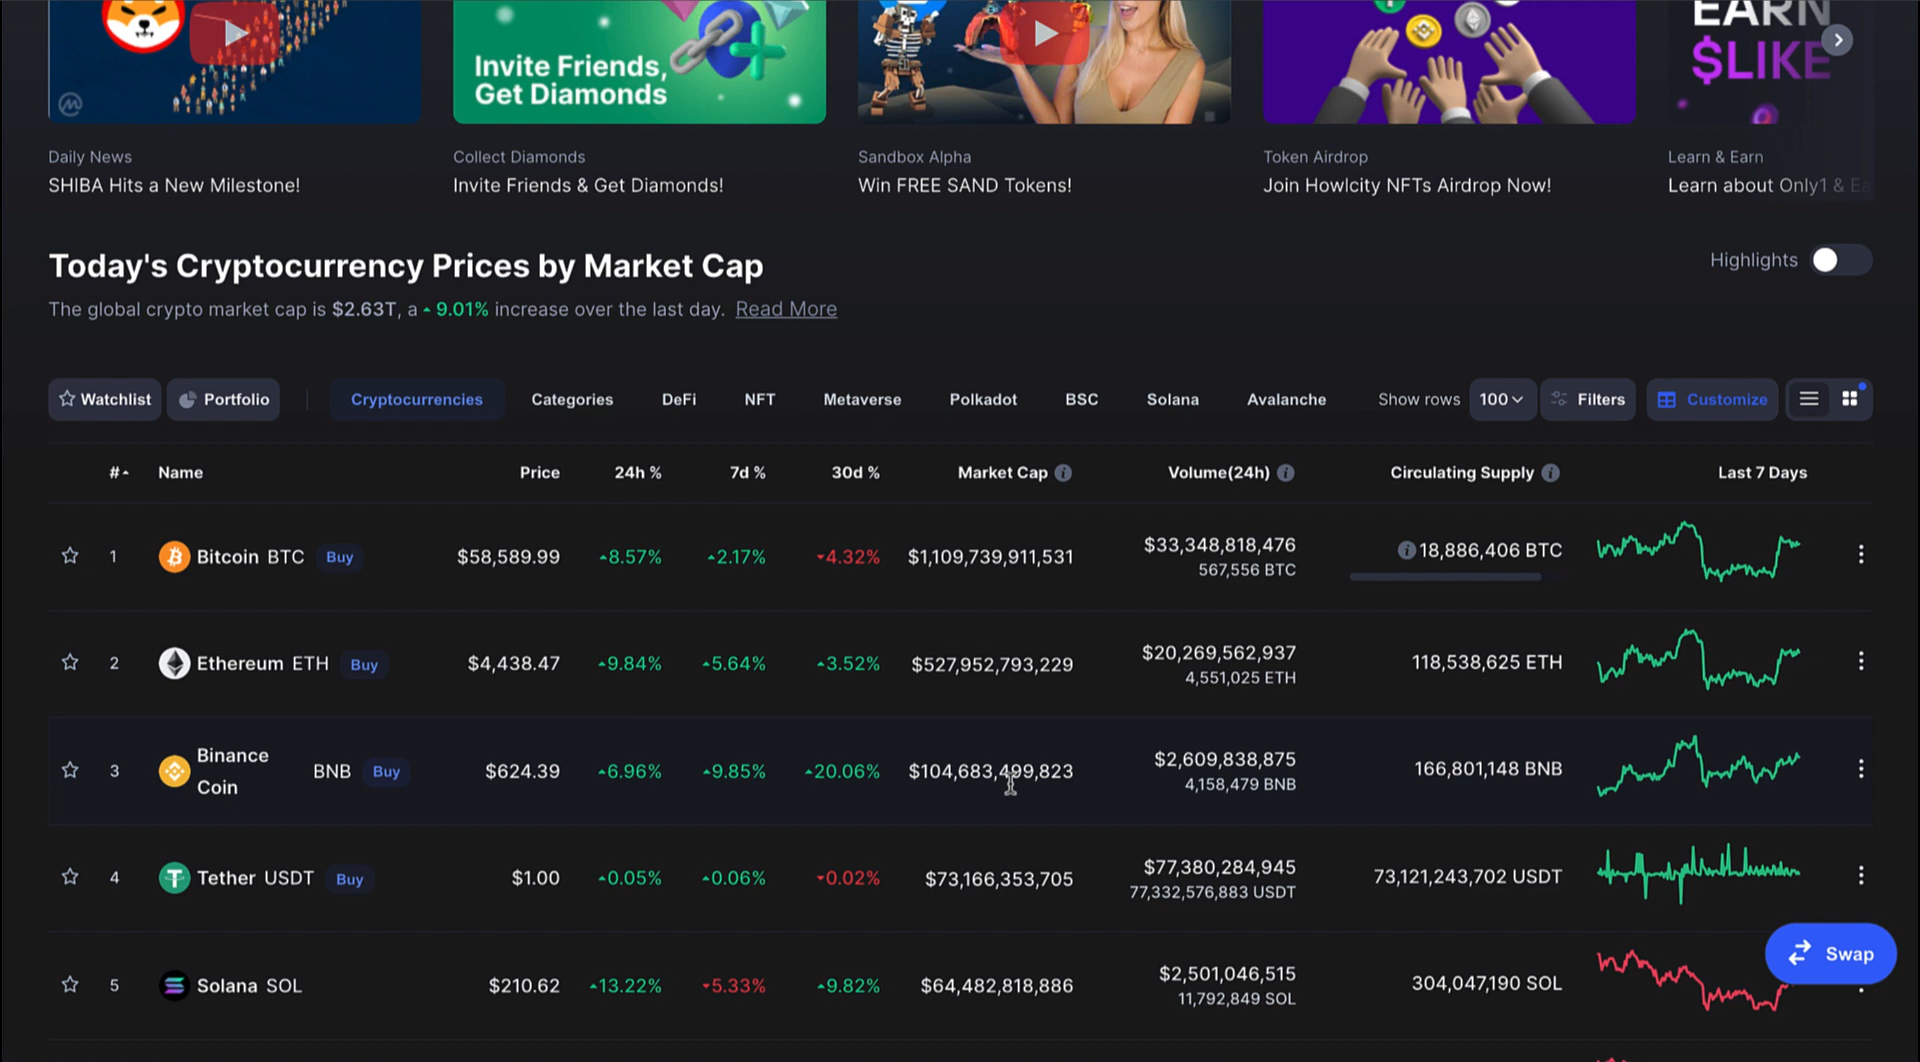 EARN
$LIKE
Invite Friends,
Get Diamonds
Daily News
SHIBA Hits a New Milestone!
Collect Diamonds
Invite Friends & Get Diamonds!
Sandbox Alpha
Win FREE SAND Tokens!
Token Airdrop
Join Howlcity NFTs Airdrop Now!
Learn & Earn
Learn about Only1 & Ea
Today's Cryptocurrency Prices by Market Cap
Highlights
The global crypto market cap is $2.63T, a 9.01% increase over the last day. Read More
Watchlist Portfolio Cryptocurrencies Categories DeFi NFT Metaverse Polkadot BSC Solana Avalanche Show rows 100 Filters Customize
# Name Price 24h % 7d % 30d % Market Cap Volume(24h) Circulating Supply Last 7 Days
1 Bitcoin BTC Buy $58,589.99 8.57% 2.17% 4.32% $1,109,739,911,531 $33,348,818,476 18,886,406 BTC
567,556 BTC
2 Ethereum ETH Buy $4,438.47 9.84% 5.64% 3.52% $527,952,793,229 $20,269,562,937 118,538,625 ETH
4,551,025 ETH
3 Binance Coin BNB Buy $624.39 6.96% 9.85% 20.06% $104,683,499,823 $2,609,838,875 166,801,148 BNB
4,158,479 BNB
4 Tether USDT Buy $1.00 0.05% 0.06% 0.02% $73,166,353,705 $77,380,284,945 73,121,243,702 USDT
77,332,576,883 USDT
Swap
5 Solana SOL $210.62 13.22% 5.33% 9.82% $64,482,818,886 $2,501,046,515 304,047,190 SOL
11,792,849 SOL